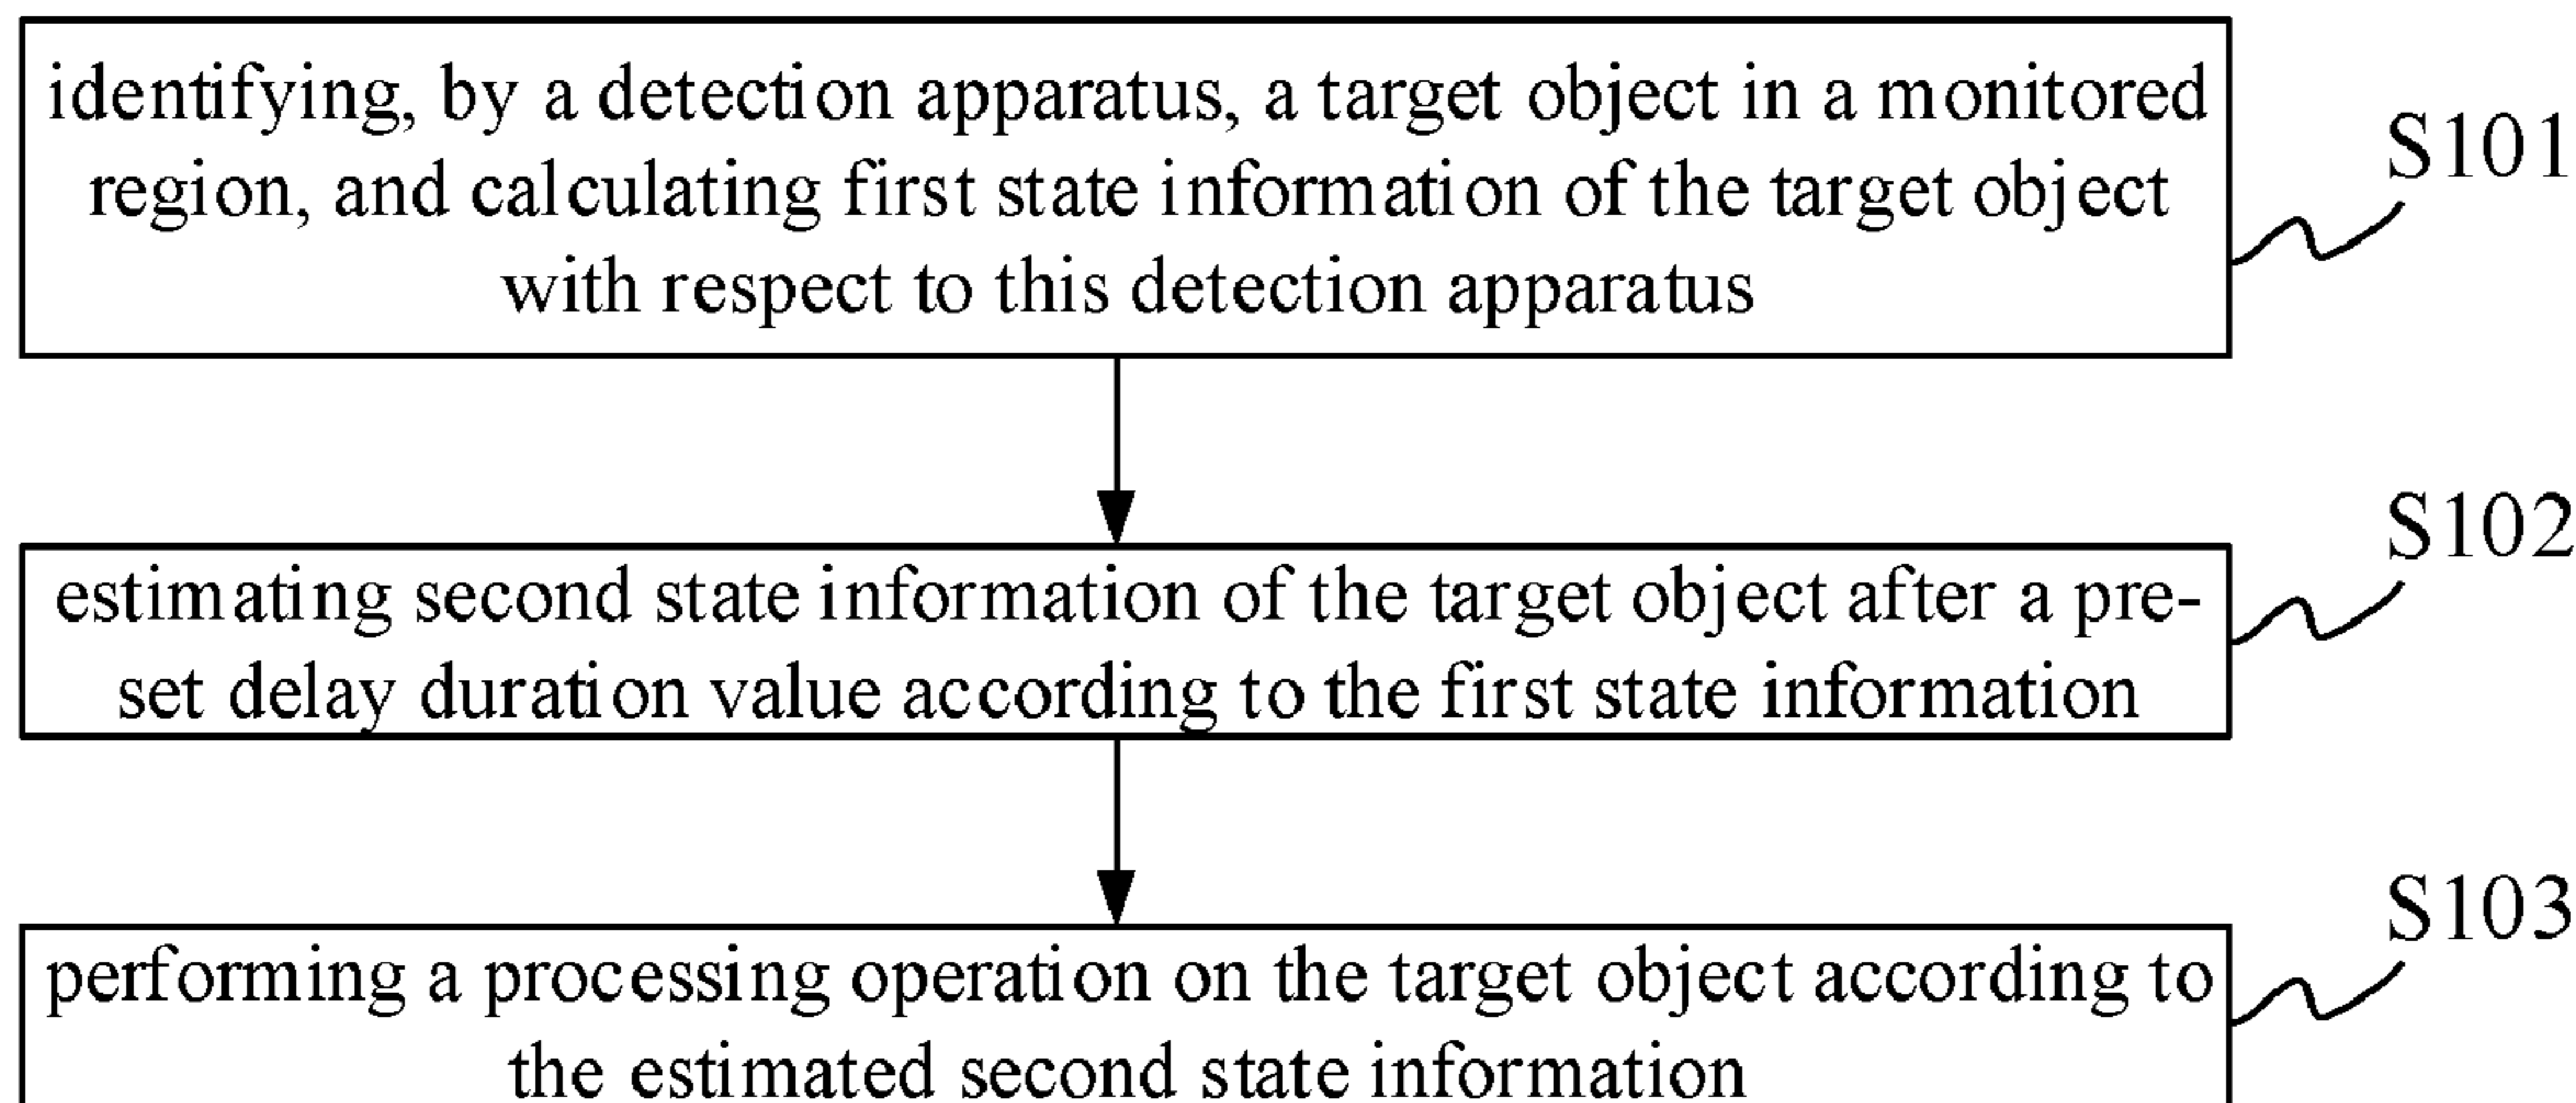 identifying, by a detection apparatus, a target object in a monitored
region, and calculating first state information of the target object
with respect to this detection apparatus
S101
estimating second state information of the target object after a pre-
set delay duration value according to the first state information
S102
performing a processing operation on the target object according to
the estimated second state information
S103